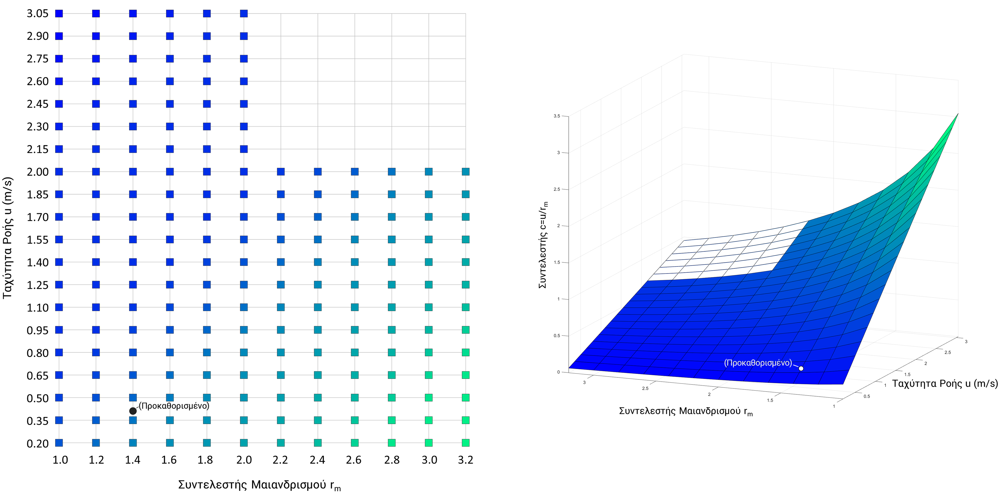 Ταχύτητα Ροής u (m/s)
3.05
2.90
2.75
2.60
2.45
2.30
2.15
2.00
1.85
1.70
1.55
1.40
1.25
1.10
0.95
0.80
0.65
0.50
0.35
0.20
(Προκαθορισμένο)
1.0 1.2 1.4 1.6 1.8 2.0 2.2 2.4 2.6 2.8 3.0 3.2
Συντελεστής Μαιανδρισμού rm
Συντελεστής c=u/rm
3.5
3
2.5
2
1.5
1
0.5
0
(Προκαθορισμένο)
3 2.5 2 1.5 1
Συντελεστής Μαιανδρισμού rm
0.5 1 1.5 2 2.5 3
Ταχύτητα Ροής u (m/s)